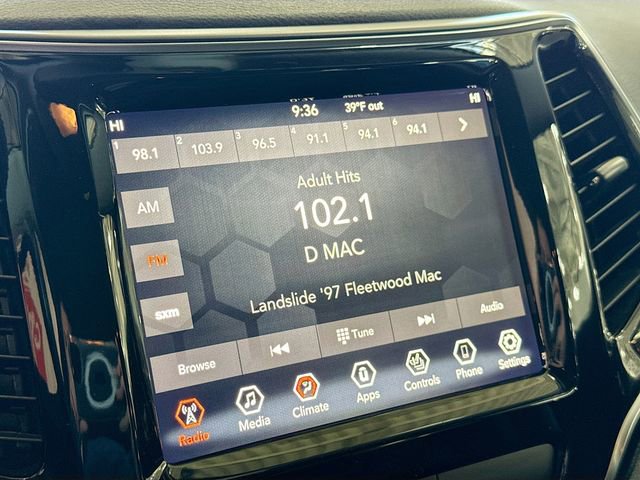 9:36 39°F out
HI HI
1 98.1 2 103.9 3 96.5 4 91.1 5 94.1 6 94.1
Adult Hits
AM
102.1
FM
D MAC
sxm
Landslide '97 Fleetwood Mac
Browse Tune Audio
Radio Media Climate Apps Controls Phone Settings